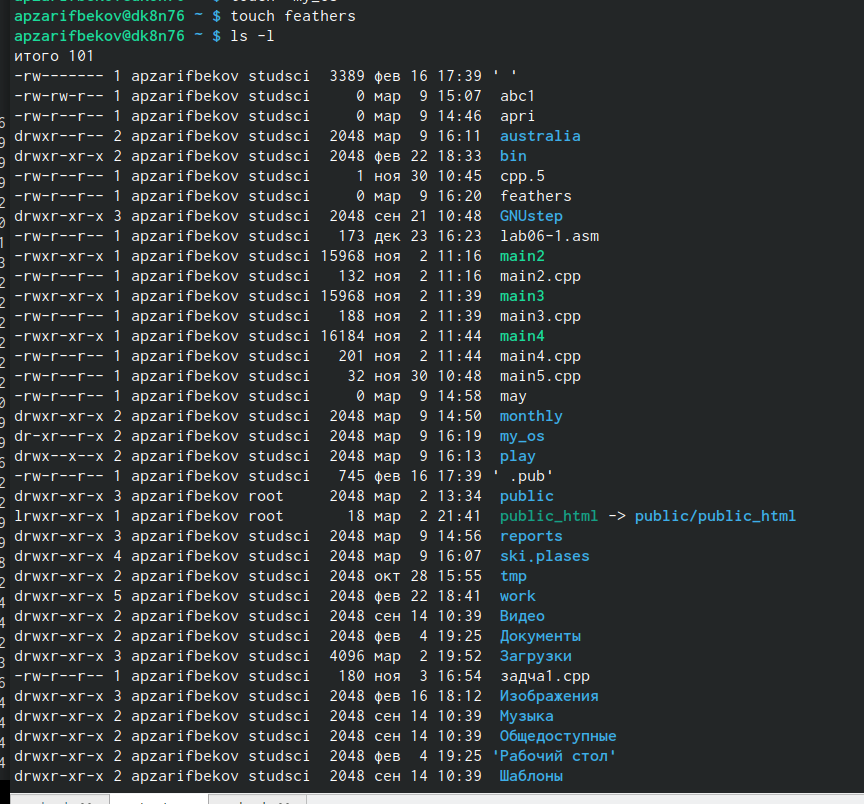 apzarifbekov@dk8n76 ~ $ touch feathers
apzarifbekov@dk8n76 ~ $ ls -l
итого 101
-rw------- 1 apzarifbekov studsci  3389 фев 16 17:39 ' '
-rw-rw-r-- 1 apzarifbekov studsci     0 мар  9 15:07  abc1
-rw-r--r-- 1 apzarifbekov studsci     0 мар  9 14:46  apri
drwxr--r-- 2 apzarifbekov studsci  2048 мар  9 16:11  australia
drwxr-xr-x 2 apzarifbekov studsci  2048 фев 22 18:33  bin
-rw-r--r-- 1 apzarifbekov studsci     1 ноя 30 10:45  cpp.5
-rw-r--r-- 1 apzarifbekov studsci     0 мар  9 16:20  feathers
drwxr-xr-x 3 apzarifbekov studsci  2048 сен 21 10:48  GNUstep
-rw-r--r-- 1 apzarifbekov studsci   173 дек 23 16:23  lab06-1.asm
-rwxr-xr-x 1 apzarifbekov studsci 15968 ноя  2 11:16  main2
-rw-r--r-- 1 apzarifbekov studsci   132 ноя  2 11:16  main2.cpp
-rwxr-xr-x 1 apzarifbekov studsci 15968 ноя  2 11:39  main3
-rw-r--r-- 1 apzarifbekov studsci   188 ноя  2 11:39  main3.cpp
-rwxr-xr-x 1 apzarifbekov studsci 16184 ноя  2 11:44  main4
-rw-r--r-- 1 apzarifbekov studsci   201 ноя  2 11:44  main4.cpp
-rw-r--r-- 1 apzarifbekov studsci    32 ноя 30 10:48  main5.cpp
-rw-r--r-- 1 apzarifbekov studsci     0 мар  9 14:58  may
drwxr-xr-x 2 apzarifbekov studsci  2048 мар  9 14:50  monthly
dr-xr--r-x 2 apzarifbekov studsci  2048 мар  9 16:19  my_os
drwx--x--x 2 apzarifbekov studsci  2048 мар  9 16:13  play
-rw-r--r-- 1 apzarifbekov studsci   745 фев 16 17:39 ' .pub'
drwxr-xr-x 3 apzarifbekov root     2048 мар  2 13:34  public
lrwxr-xr-x 1 apzarifbekov root       18 мар  2 21:41  public_html -> public/public_html
drwxr-xr-x 3 apzarifbekov studsci  2048 мар  9 14:56  reports
drwxr-xr-x 4 apzarifbekov studsci  2048 мар  9 16:07  ski.plases
drwxr-xr-x 2 apzarifbekov studsci  2048 окт 28 15:55  tmp
drwxr-xr-x 5 apzarifbekov studsci  2048 фев 22 18:41  work
drwxr-xr-x 2 apzarifbekov studsci  2048 сен 14 10:39  Видео
drwxr-xr-x 2 apzarifbekov studsci  2048 фев  4 19:25  Документы
drwxr-xr-x 3 apzarifbekov studsci  4096 мар  2 19:52  Загрузки
-rw-r--r-- 1 apzarifbekov studsci   180 ноя  3 16:54  задча1.cpp
drwxr-xr-x 3 apzarifbekov studsci  2048 фев 16 18:12  Изображения
drwxr-xr-x 2 apzarifbekov studsci  2048 сен 14 10:39  Музыка
drwxr-xr-x 2 apzarifbekov studsci  2048 сен 14 10:39  Общедоступные
drwxr-xr-x 2 apzarifbekov studsci  2048 фев  4 19:25 'Рабочий стол'
drwxr-xr-x 2 apzarifbekov studsci  2048 сен 14 10:39  Шаблоны